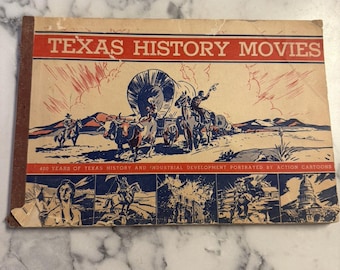 TEXAS HISTORY MOVIES
400 YEARS OF TEXAS HISTORY AND INDUSTRIAL DEVELOPMENT PORTRAYED BY ACTION CARTOONS